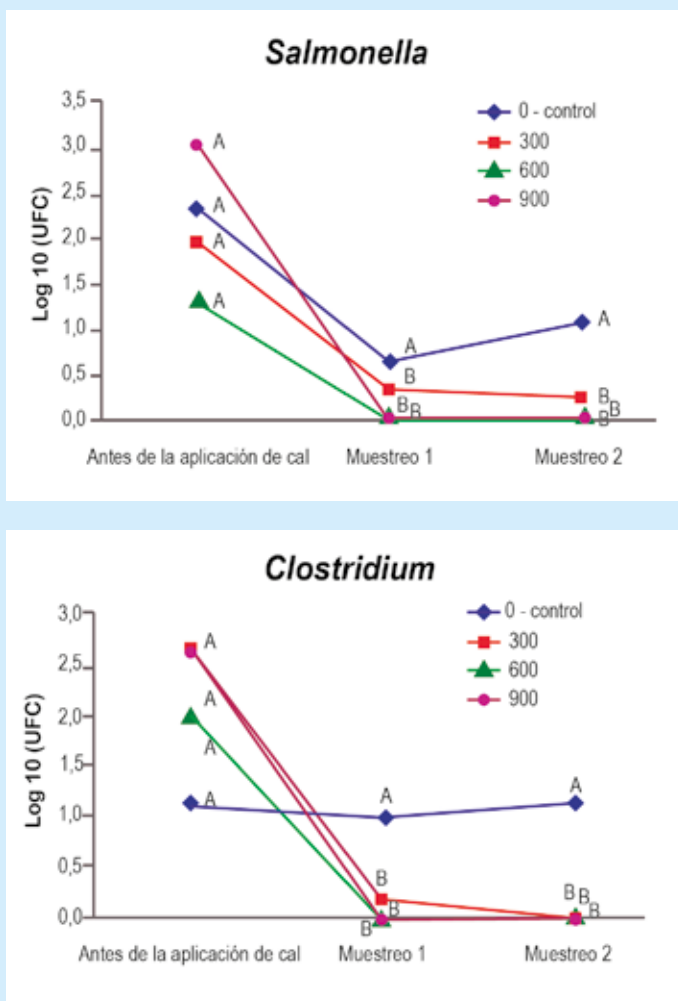 Salmonella
3,5
3,0
2,5
2,0
1,5
1,0
0,5
0,0
Log 10 (UFC)
0 - control
300
600
900
A
A
A
A
A
B
B
B
A
B
B
B
Antes de la aplicación de cal
Muestreo 1
Muestreo 2
Clostridium
3,0
2,5
2,0
1,5
1,0
0,5
0,0
Log 10 (UFC)
0 - control
300
600
900
A
A
A
A
A
B
B
B
A
B
B
B
Antes de la aplicación de cal
Muestreo 1
Muestreo 2